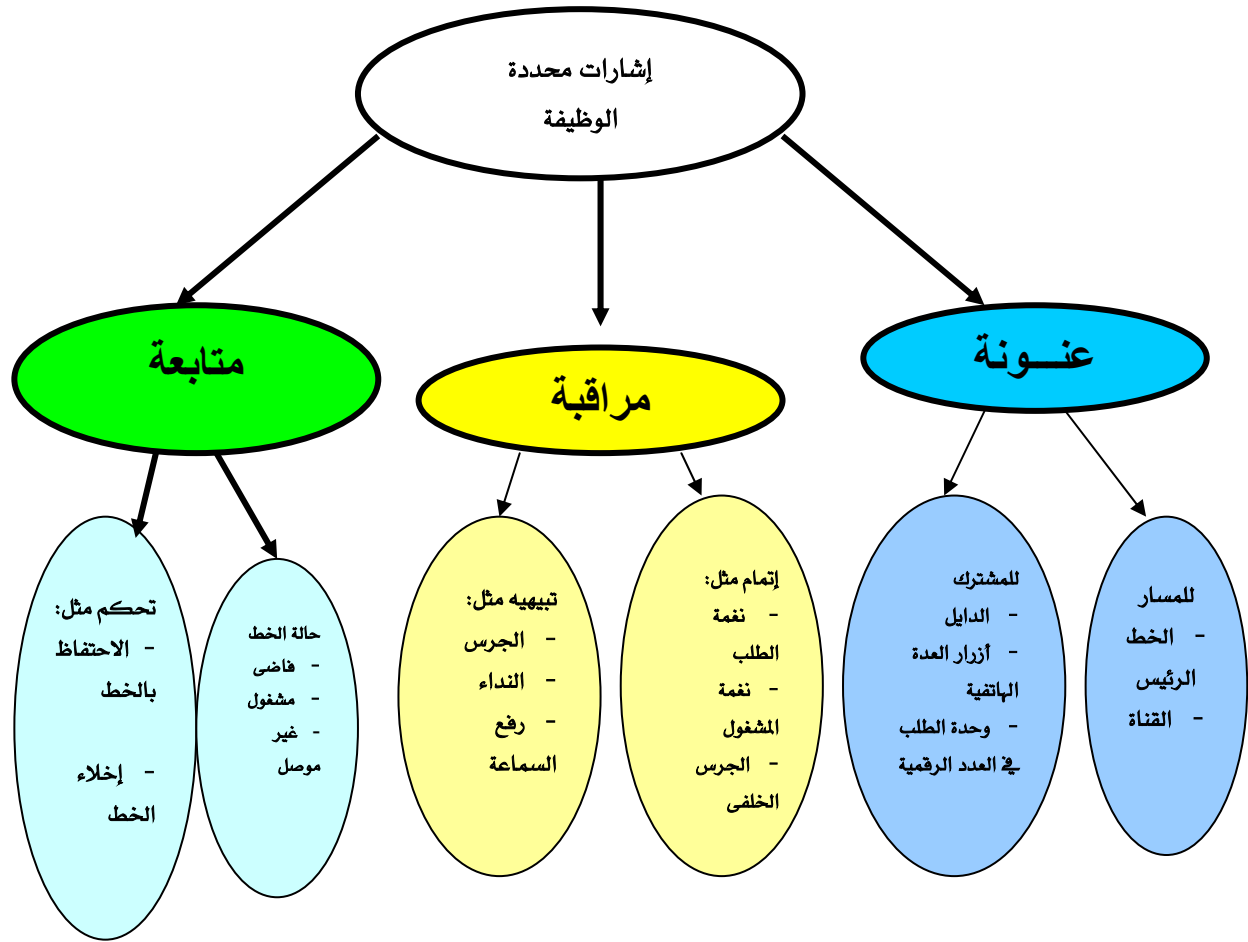 إشارات محددة
الوظيفة
عنـــونة
مراقبة
متابعة
للمسار
- الخط
الرئيس
- القناة
للمشترك
- الدايل
- أزرار العدة
الهاتفية
- وحدة الطلب
في العدد الرقمية
إتمام مثل:
- نغمة
الطلب
- نغمة
المشغول
- الجرس
الخلفى
تبيهيه مثل:
- الجرس
- النداء
- رفع
السماعة
حالة الخط
- فاضى
- مشغول
- غير
موصل
تحكم مثل:
- الاحتفاظ
بالخط
- إخلاء
الخط